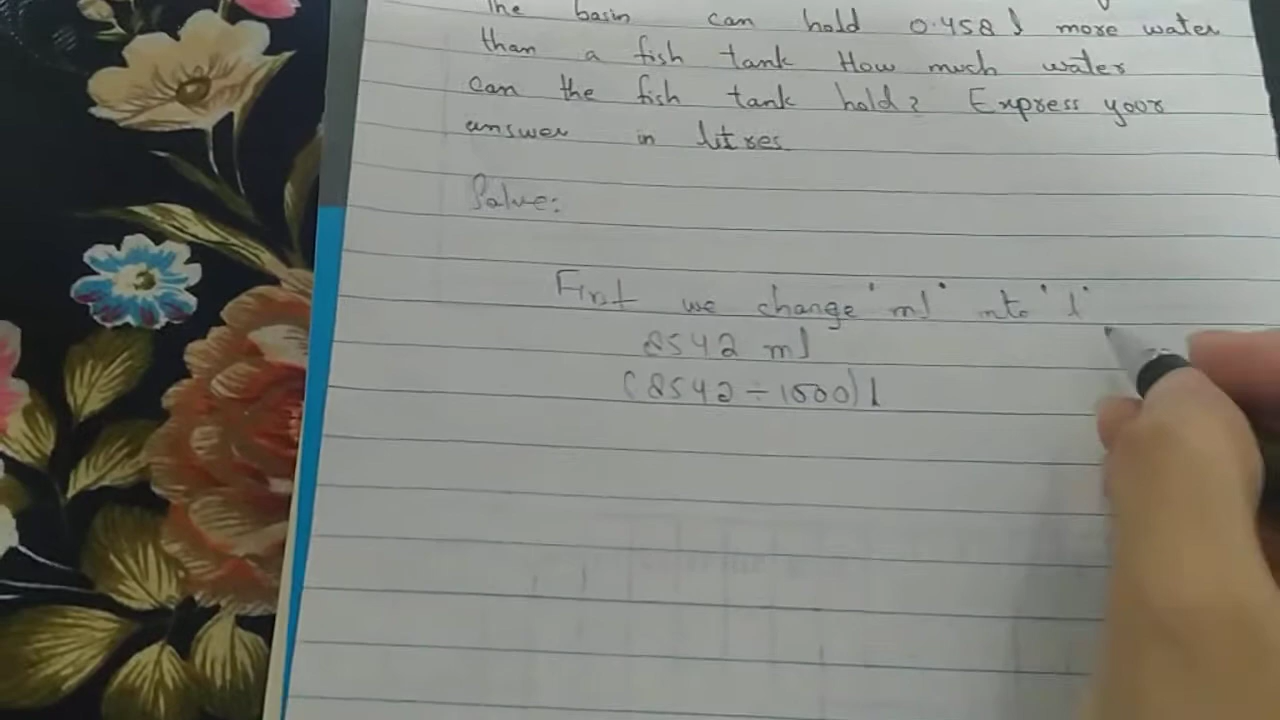 the basin can hold 0.458 l more water
than a fish tank How much water
can the fish tank hold? Express your
answer in litres
Solve:
First we change "ml" into "l"
8542 ml
(8542 ÷ 1000) l